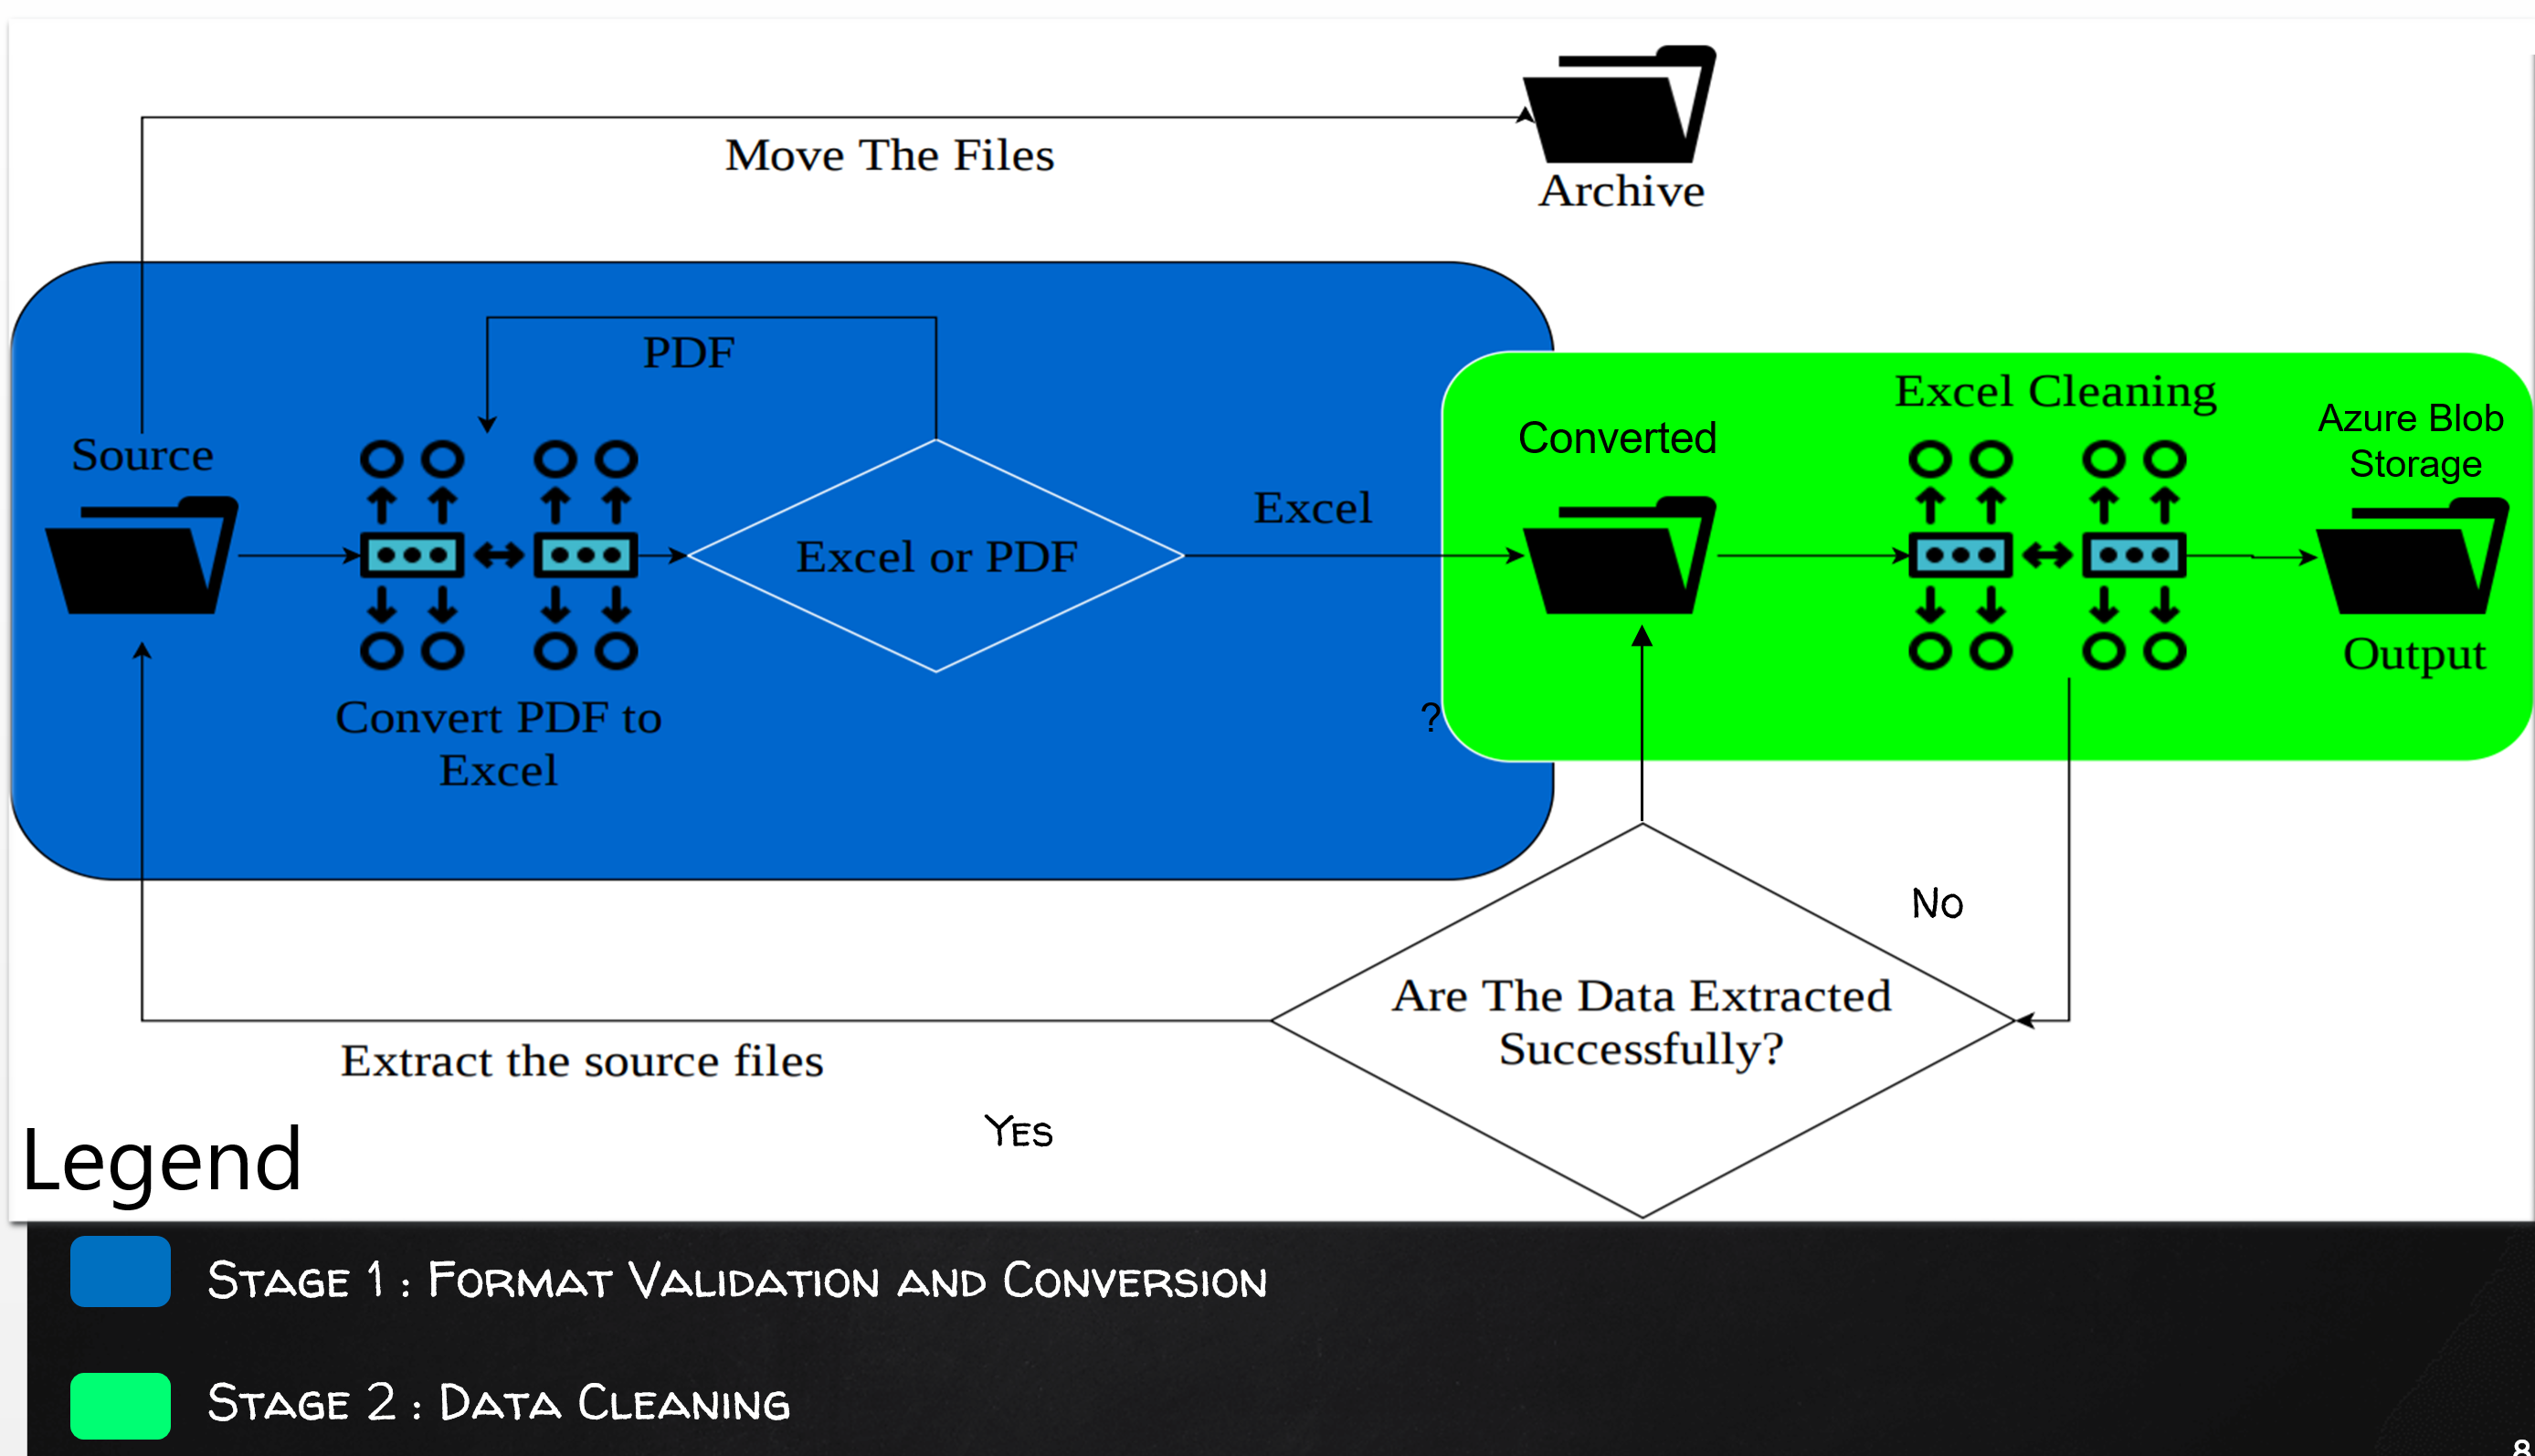 Move The Files
Archive
PDF
Source
Excel or PDF
Excel
Convert PDF to
Excel
Converted
Excel Cleaning
Azure Blob
Storage
Output
?
No
Are The Data Extracted
Successfully?
Extract the source files
Yes
Legend
Stage 1 : Format Validation and Conversion
Stage 2 : Data Cleaning
8